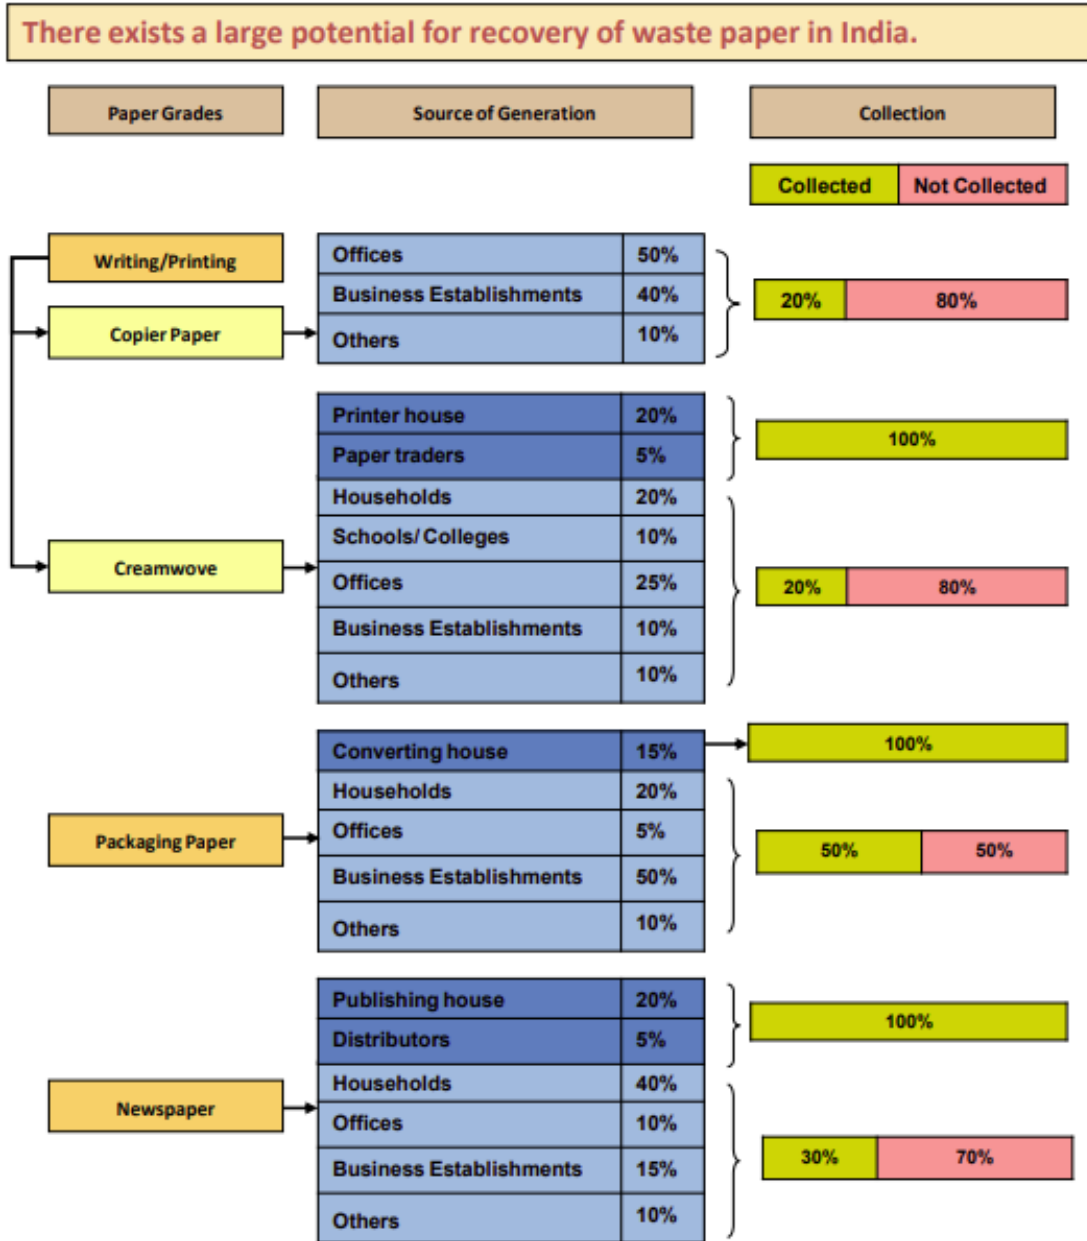 There exists a large potential for recovery of waste paper in India.
Paper Grades
Source of Generation
Collection
Collected
Not Collected
Writing/Printing
Copier Paper
Offices 50%
Business Establishments 40%
Others 10%
20%
80%
Creamwove
Printer house 20%
Paper traders 5%
100%
Households 20%
Schools/ Colleges 10%
Offices 25%
Business Establishments 10%
Others 10%
20%
80%
Packaging Paper
Converting house 15%
100%
Households 20%
Offices 5%
Business Establishments 50%
Others 10%
50%
50%
Newspaper
Publishing house 20%
Distributors 5%
100%
Households 40%
Offices 10%
Business Establishments 15%
Others 10%
30%
70%